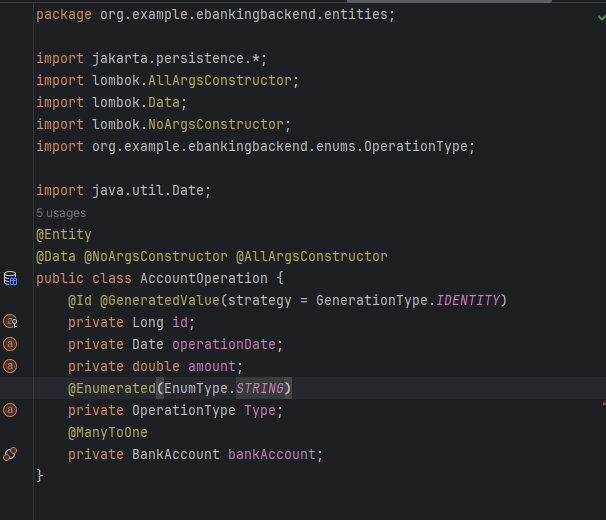 package org.example.ebankingbackend.entities;
import jakarta.persistence.*;
import lombok.AllArgsConstructor;
import lombok.Data;
import lombok.NoArgsConstructor;
import org.example.ebankingbackend.enums.OperationType;
import java.util.Date;
5 usages
@Entity
@Data @NoArgsConstructor @AllArgsConstructor
public class AccountOperation {
    @Id @GeneratedValue(strategy = GenerationType.IDENTITY)
    private Long id;
    private Date operationDate;
    private double amount;
    @Enumerated(EnumType.STRING)
    private OperationType Type;
    @ManyToOne
    private BankAccount bankAccount;
}